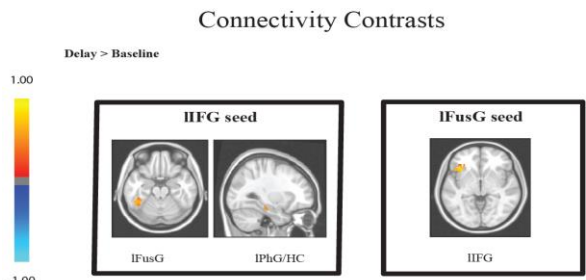 Connectivity Contrasts
Delay > Baseline
1.00
lIFG seed
lFusG
lPhG/HC
lFusG seed
lIFG
-1.00